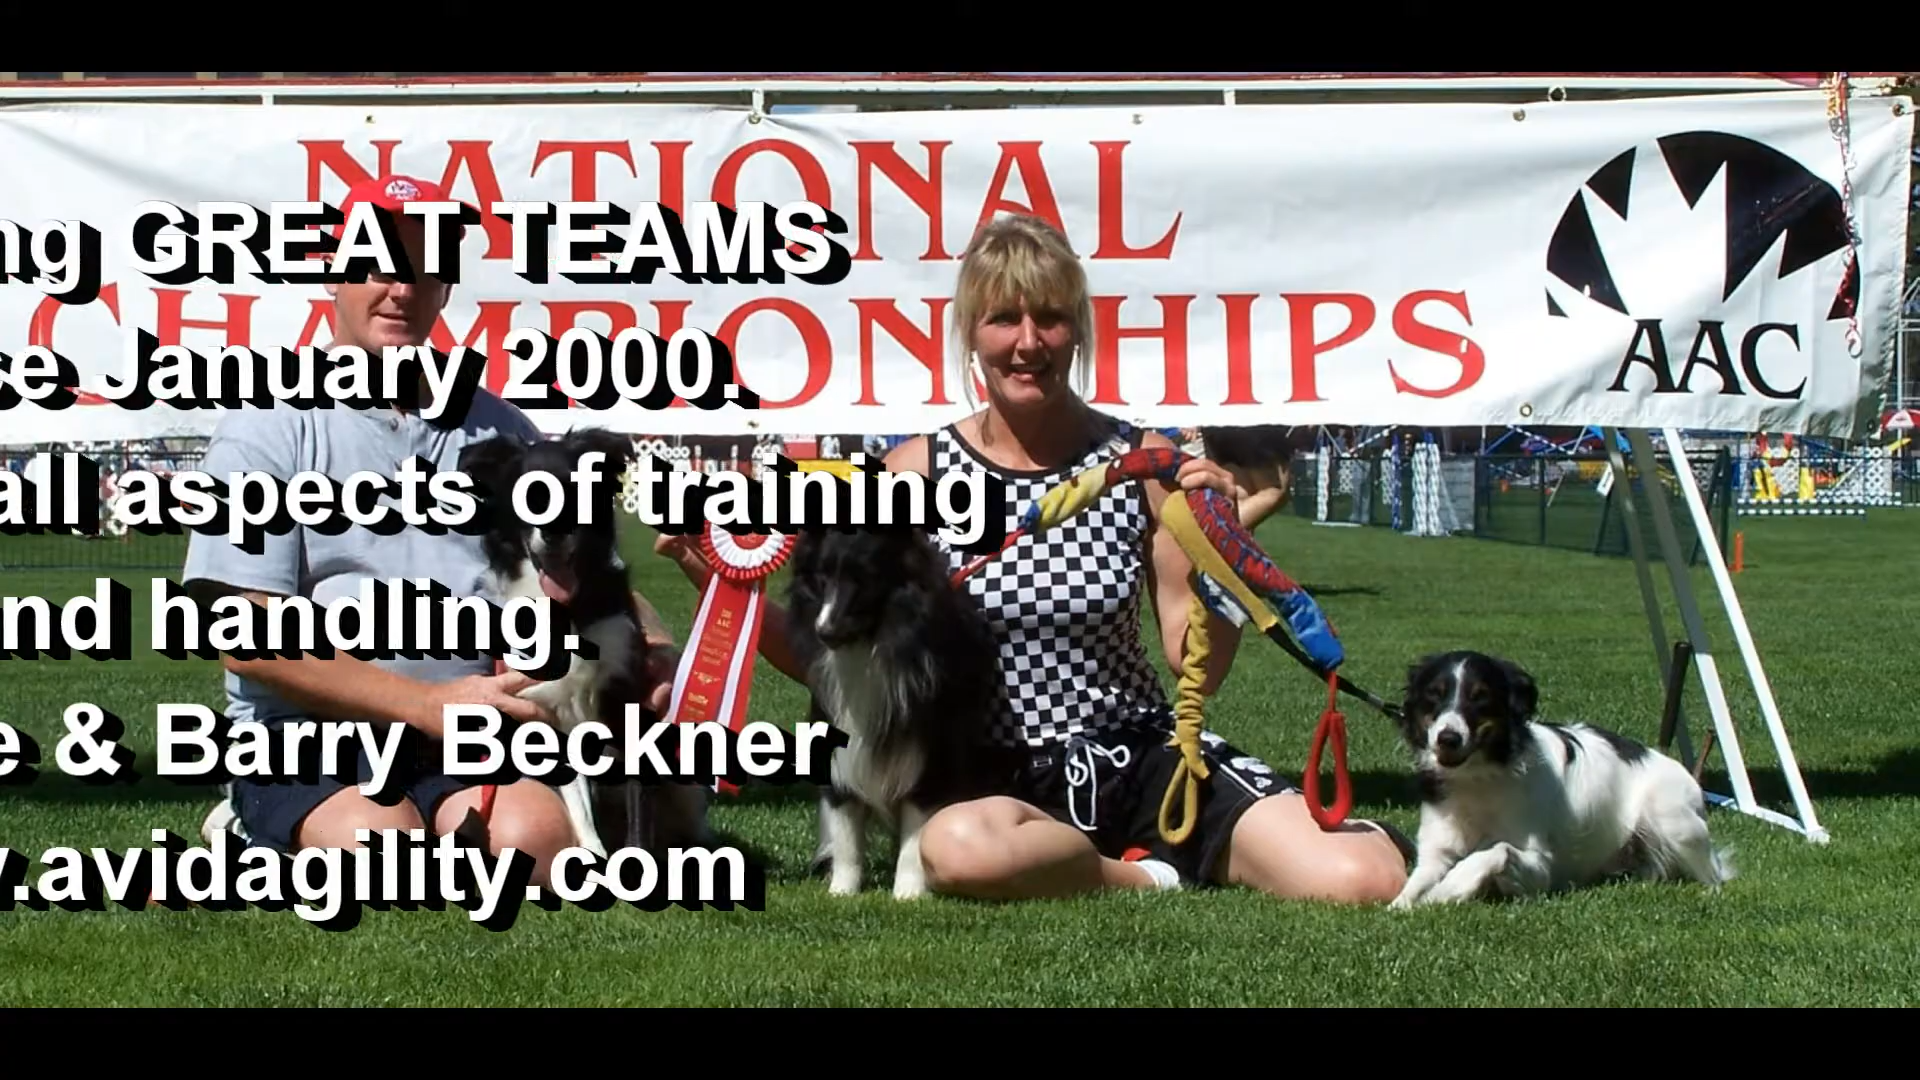 NATIONAL
CHAMPIONSHIPS
AAC
ng GREAT TEAMS
se January 2000.
all aspects of training
nd handling.
e & Barry Beckner
.avidagility.com